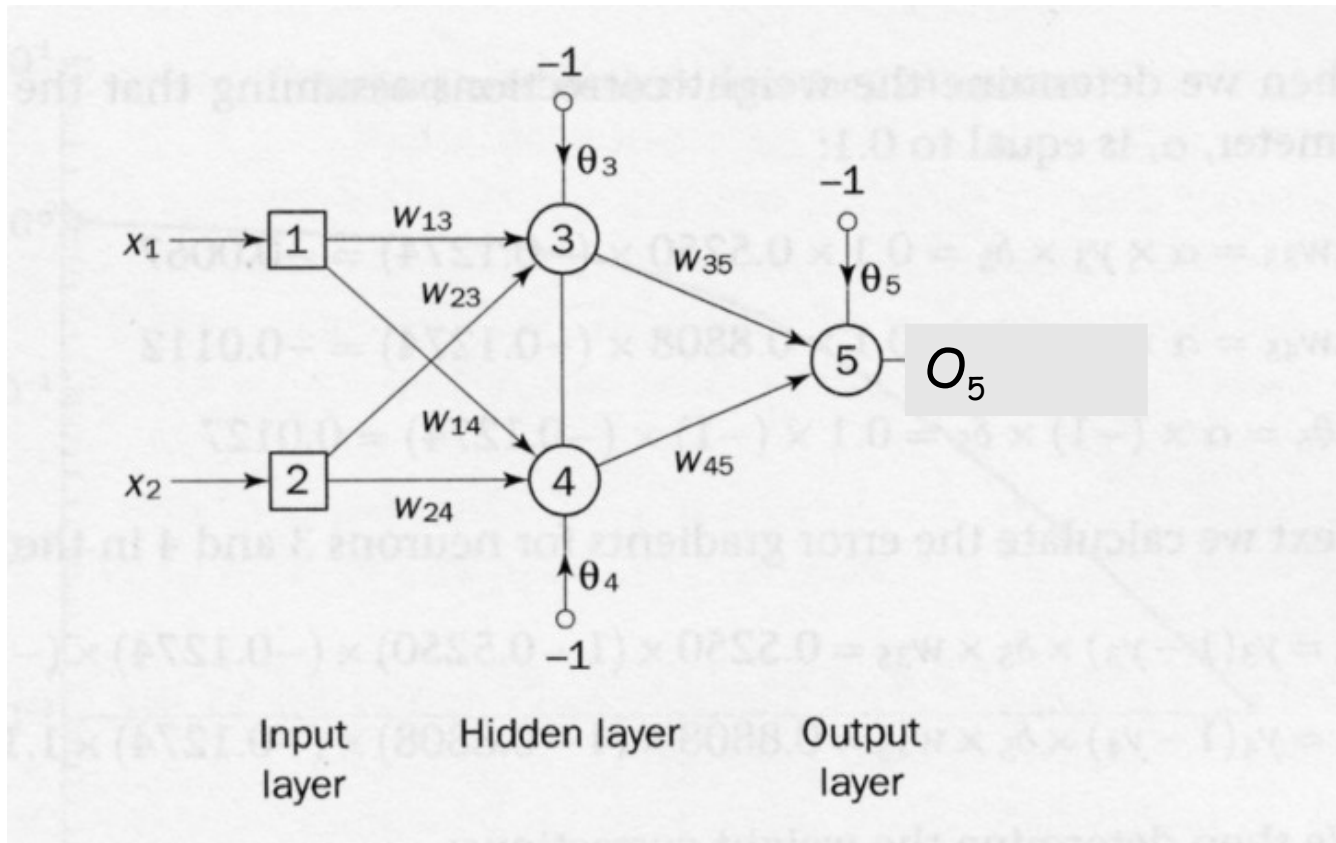 −1
θ3
−1
x1
1
w13
3
w35
θ5
w23
5
O5
w14
w45
x2
2
w24
4
θ4
−1
Input Hidden layer Output
layer layer